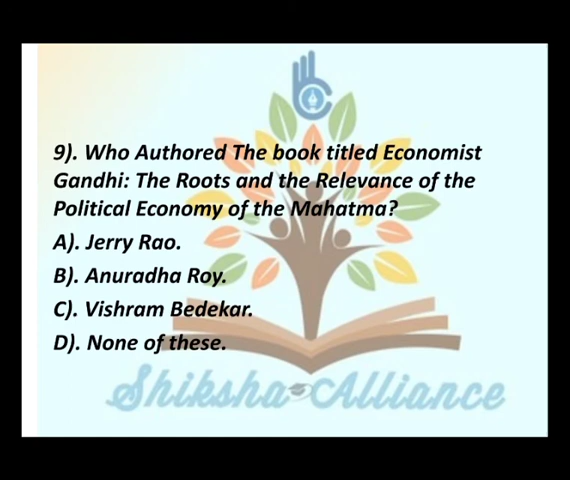 9). Who Authored The book titled Economist
Gandhi: The Roots and the Relevance of the
Political Economy of the Mahatma?
A). Jerry Rao.
B). Anuradha Roy.
C). Vishram Bedekar.
D). None of these.
Shiksha Alliance